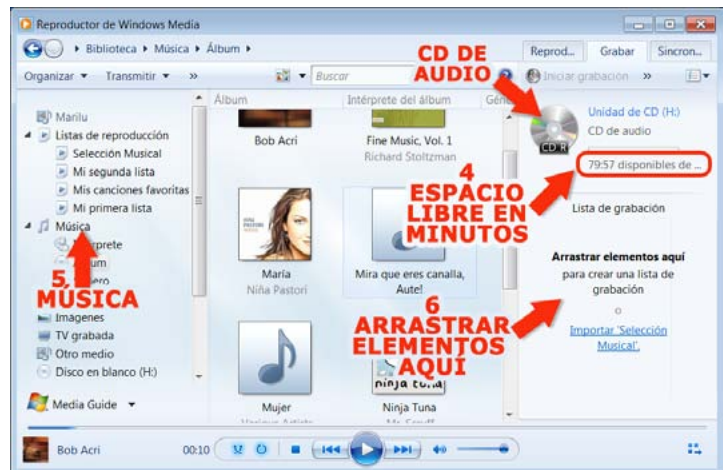 Reproductor de Windows Media
Biblioteca ▸ Música ▸ Álbum ▸
CD DE
AUDIO
Reprod...
Grabar
Sincron...
Organizar
Transmitir
»
Buscar
Iniciar grabación
»
Álbum
Intérprete del álbum
Marilu
Listas de reproducción
Selección Musical
Mi segunda lista
Mis canciones favoritas
Mi primera lista
Música
5
MÚSICA
Imágenes
TV grabada
Otro medio
Disco en blanco (H:)
Media Guide
Bob Acri
Fine Music, Vol. 1
Richard Stoltzman
4
ESPACIO
LIBRE EN
MINUTOS
María
Niña Pastori
Mira que eres canalla,
Aute!
6
ARRASTRAR
ELEMENTOS
AQUÍ
Mujer
Ninja Tuna
ninja tuna
CD R
Unidad de CD (H:)
CD de audio
79:57 disponibles de ...
Lista de grabación
Arrastrar elementos aquí
para crear una lista de
grabación
o
Importar 'Selección
Musical'.
Bob Acri
00:10